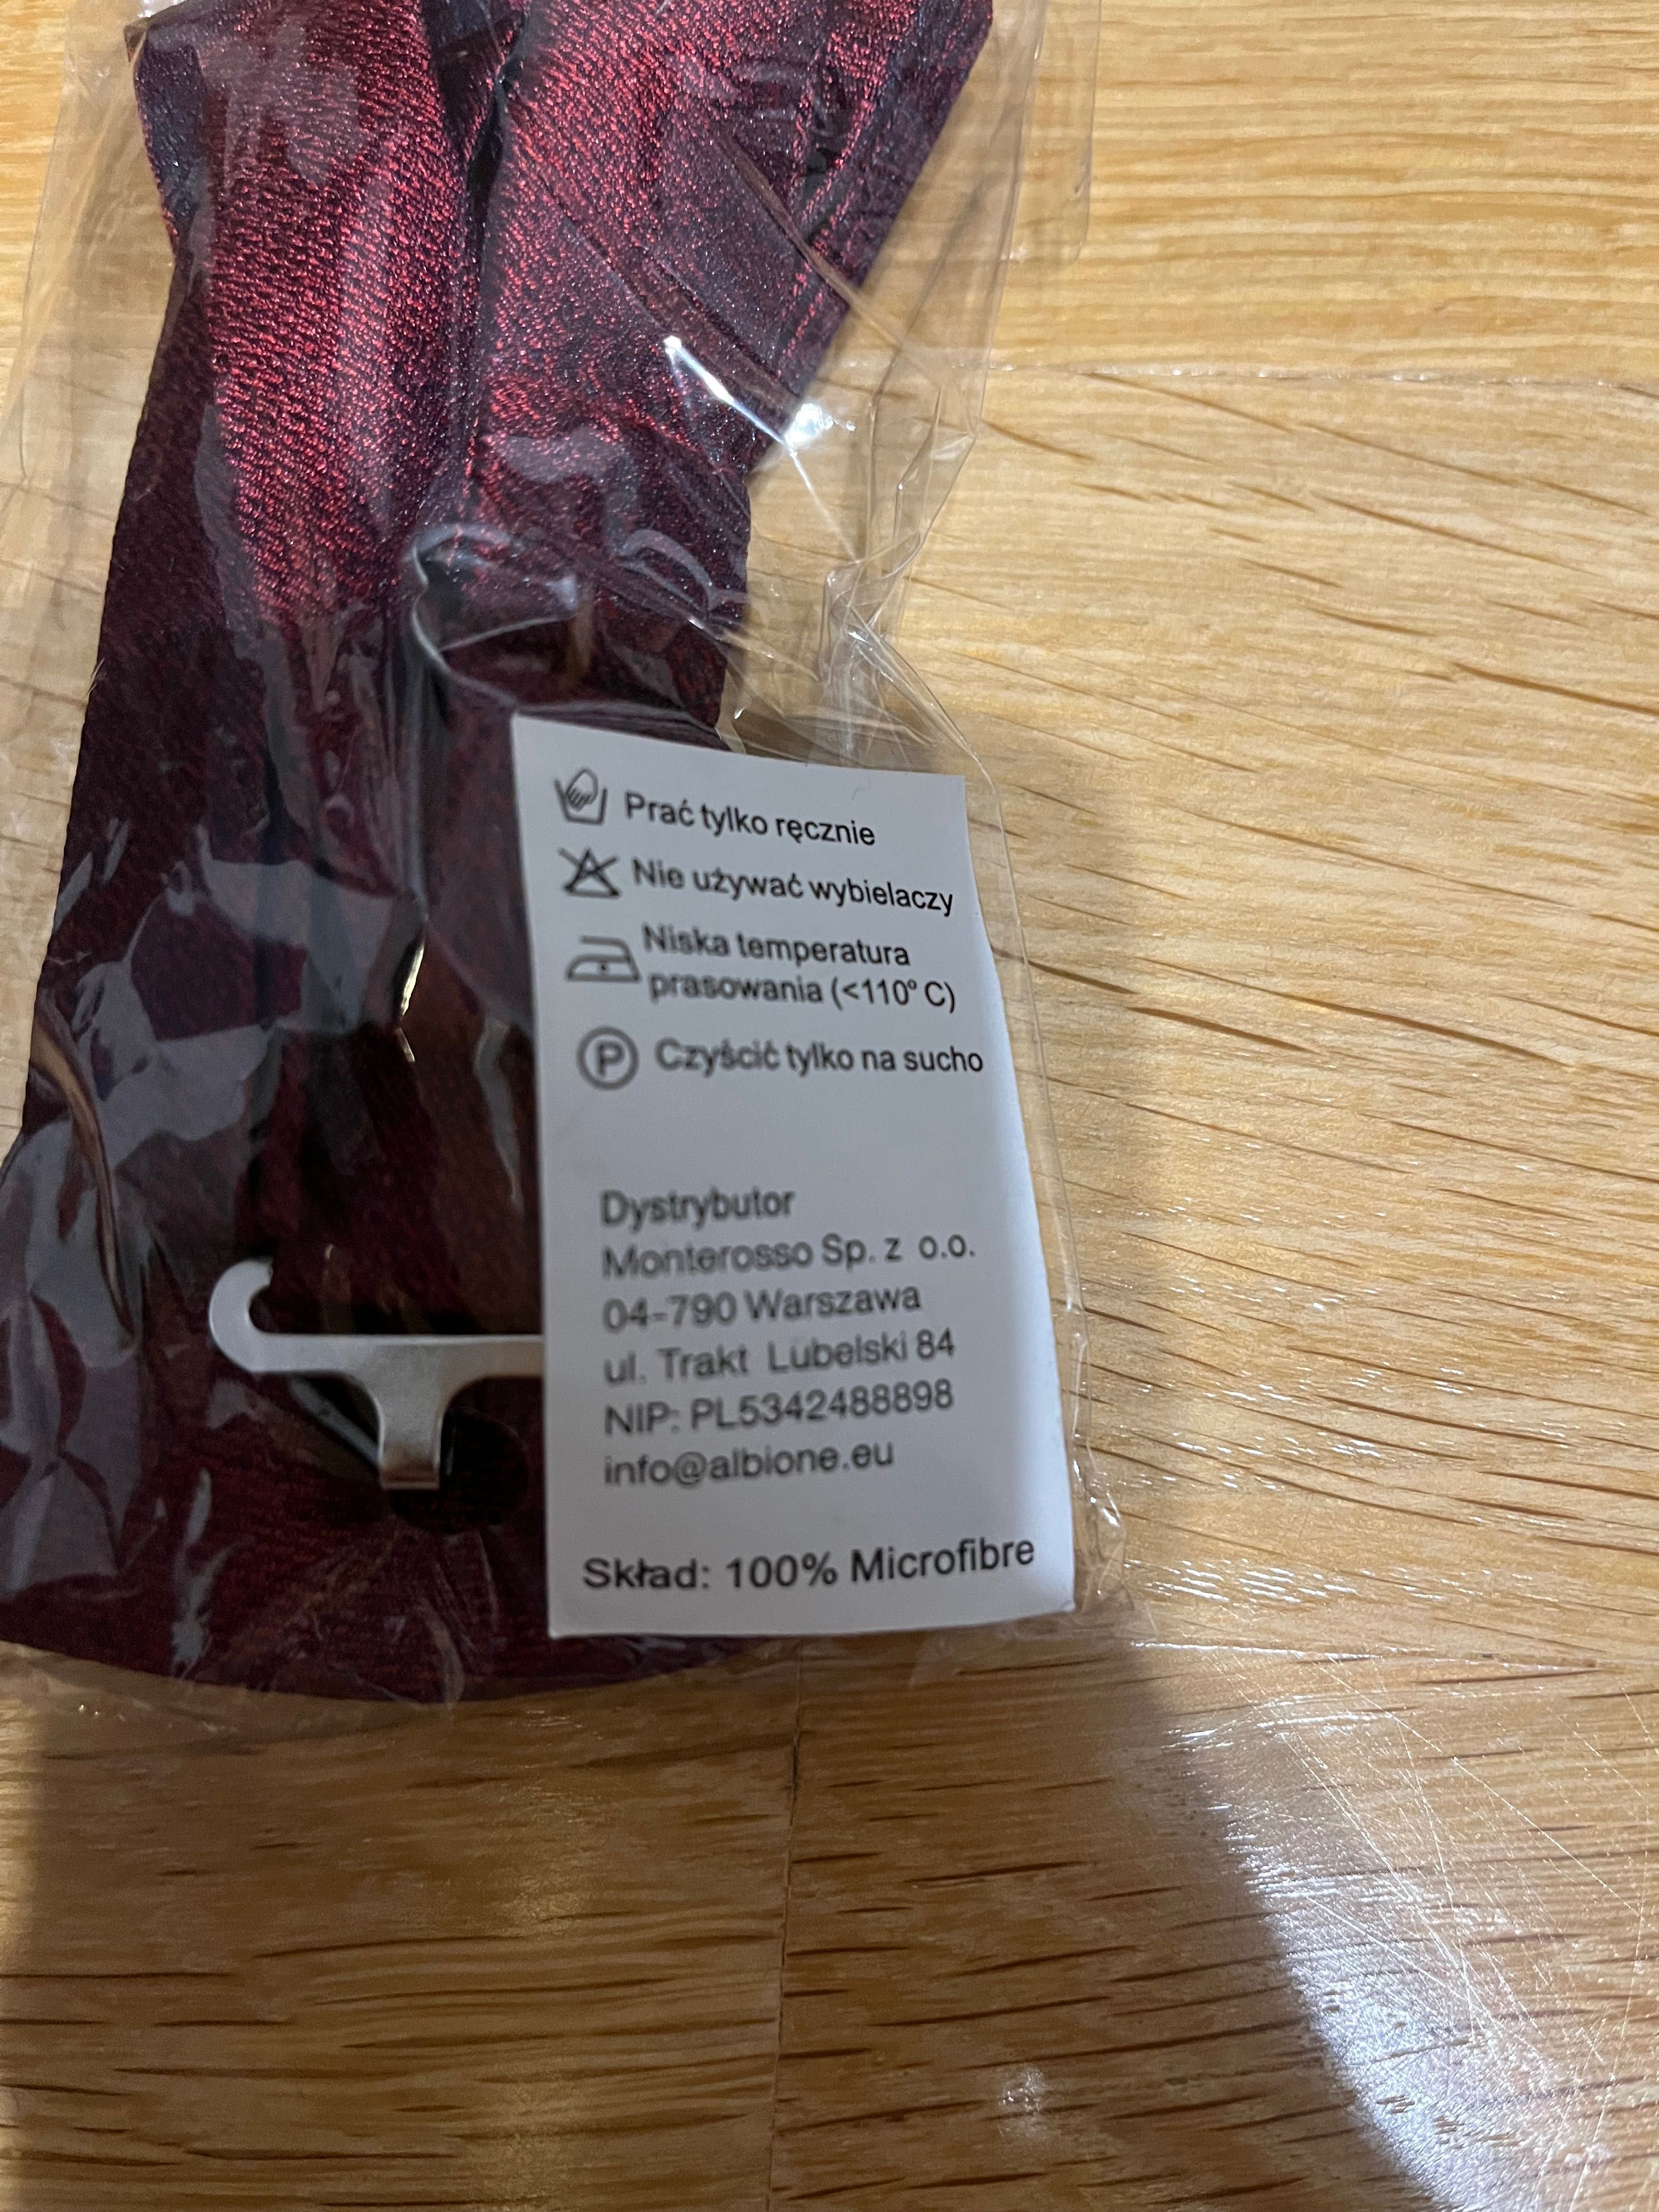 Prać tylko ręcznie
Nie używać wybielaczy
Niska temperatura
prasowania (<110° C)
P Czyścić tylko na sucho
Dystrybutor
Monterosso Sp. z o.o.
04-790 Warszawa
ul. Trakt Lubelski 84
NIP: PL5342488898
info@albione.eu
Skład: 100% Microfibre